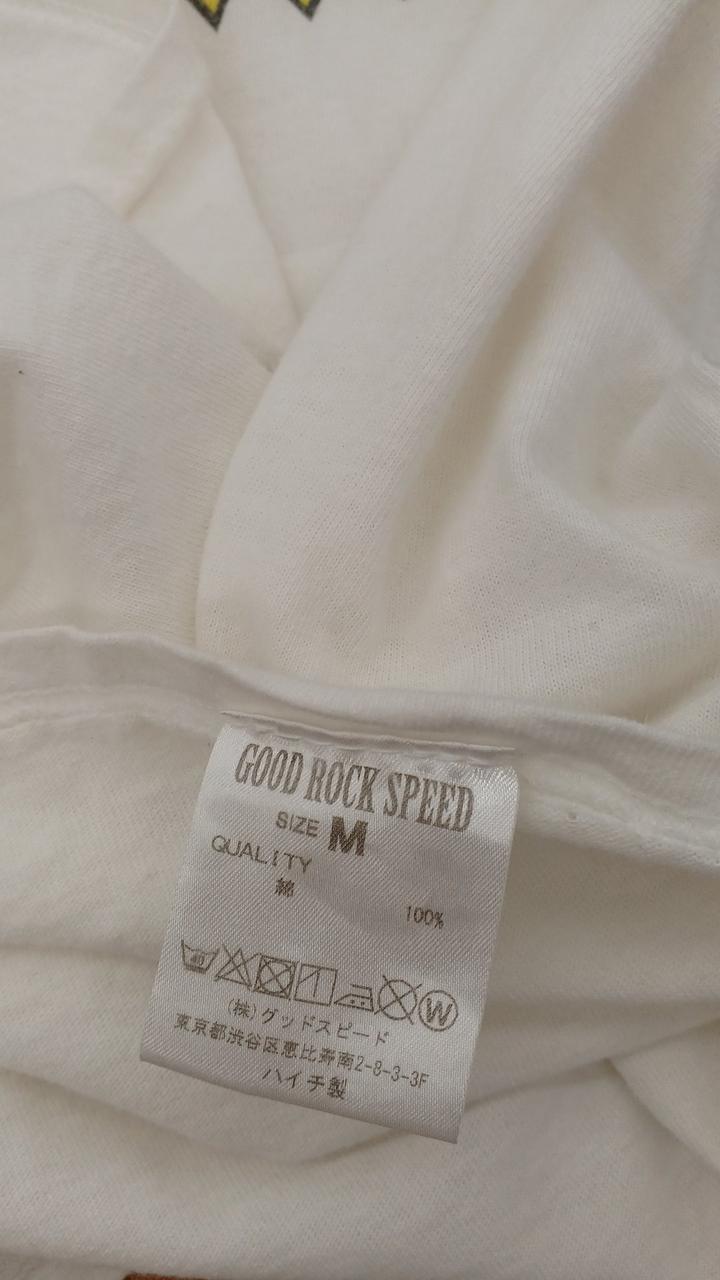 GOOD ROCK SPEED
SIZE M
QUALITY
綿 100%
40 W
(株)グッドスピード
東京都渋谷区恵比寿南2-8-3-3F
ハイチ製